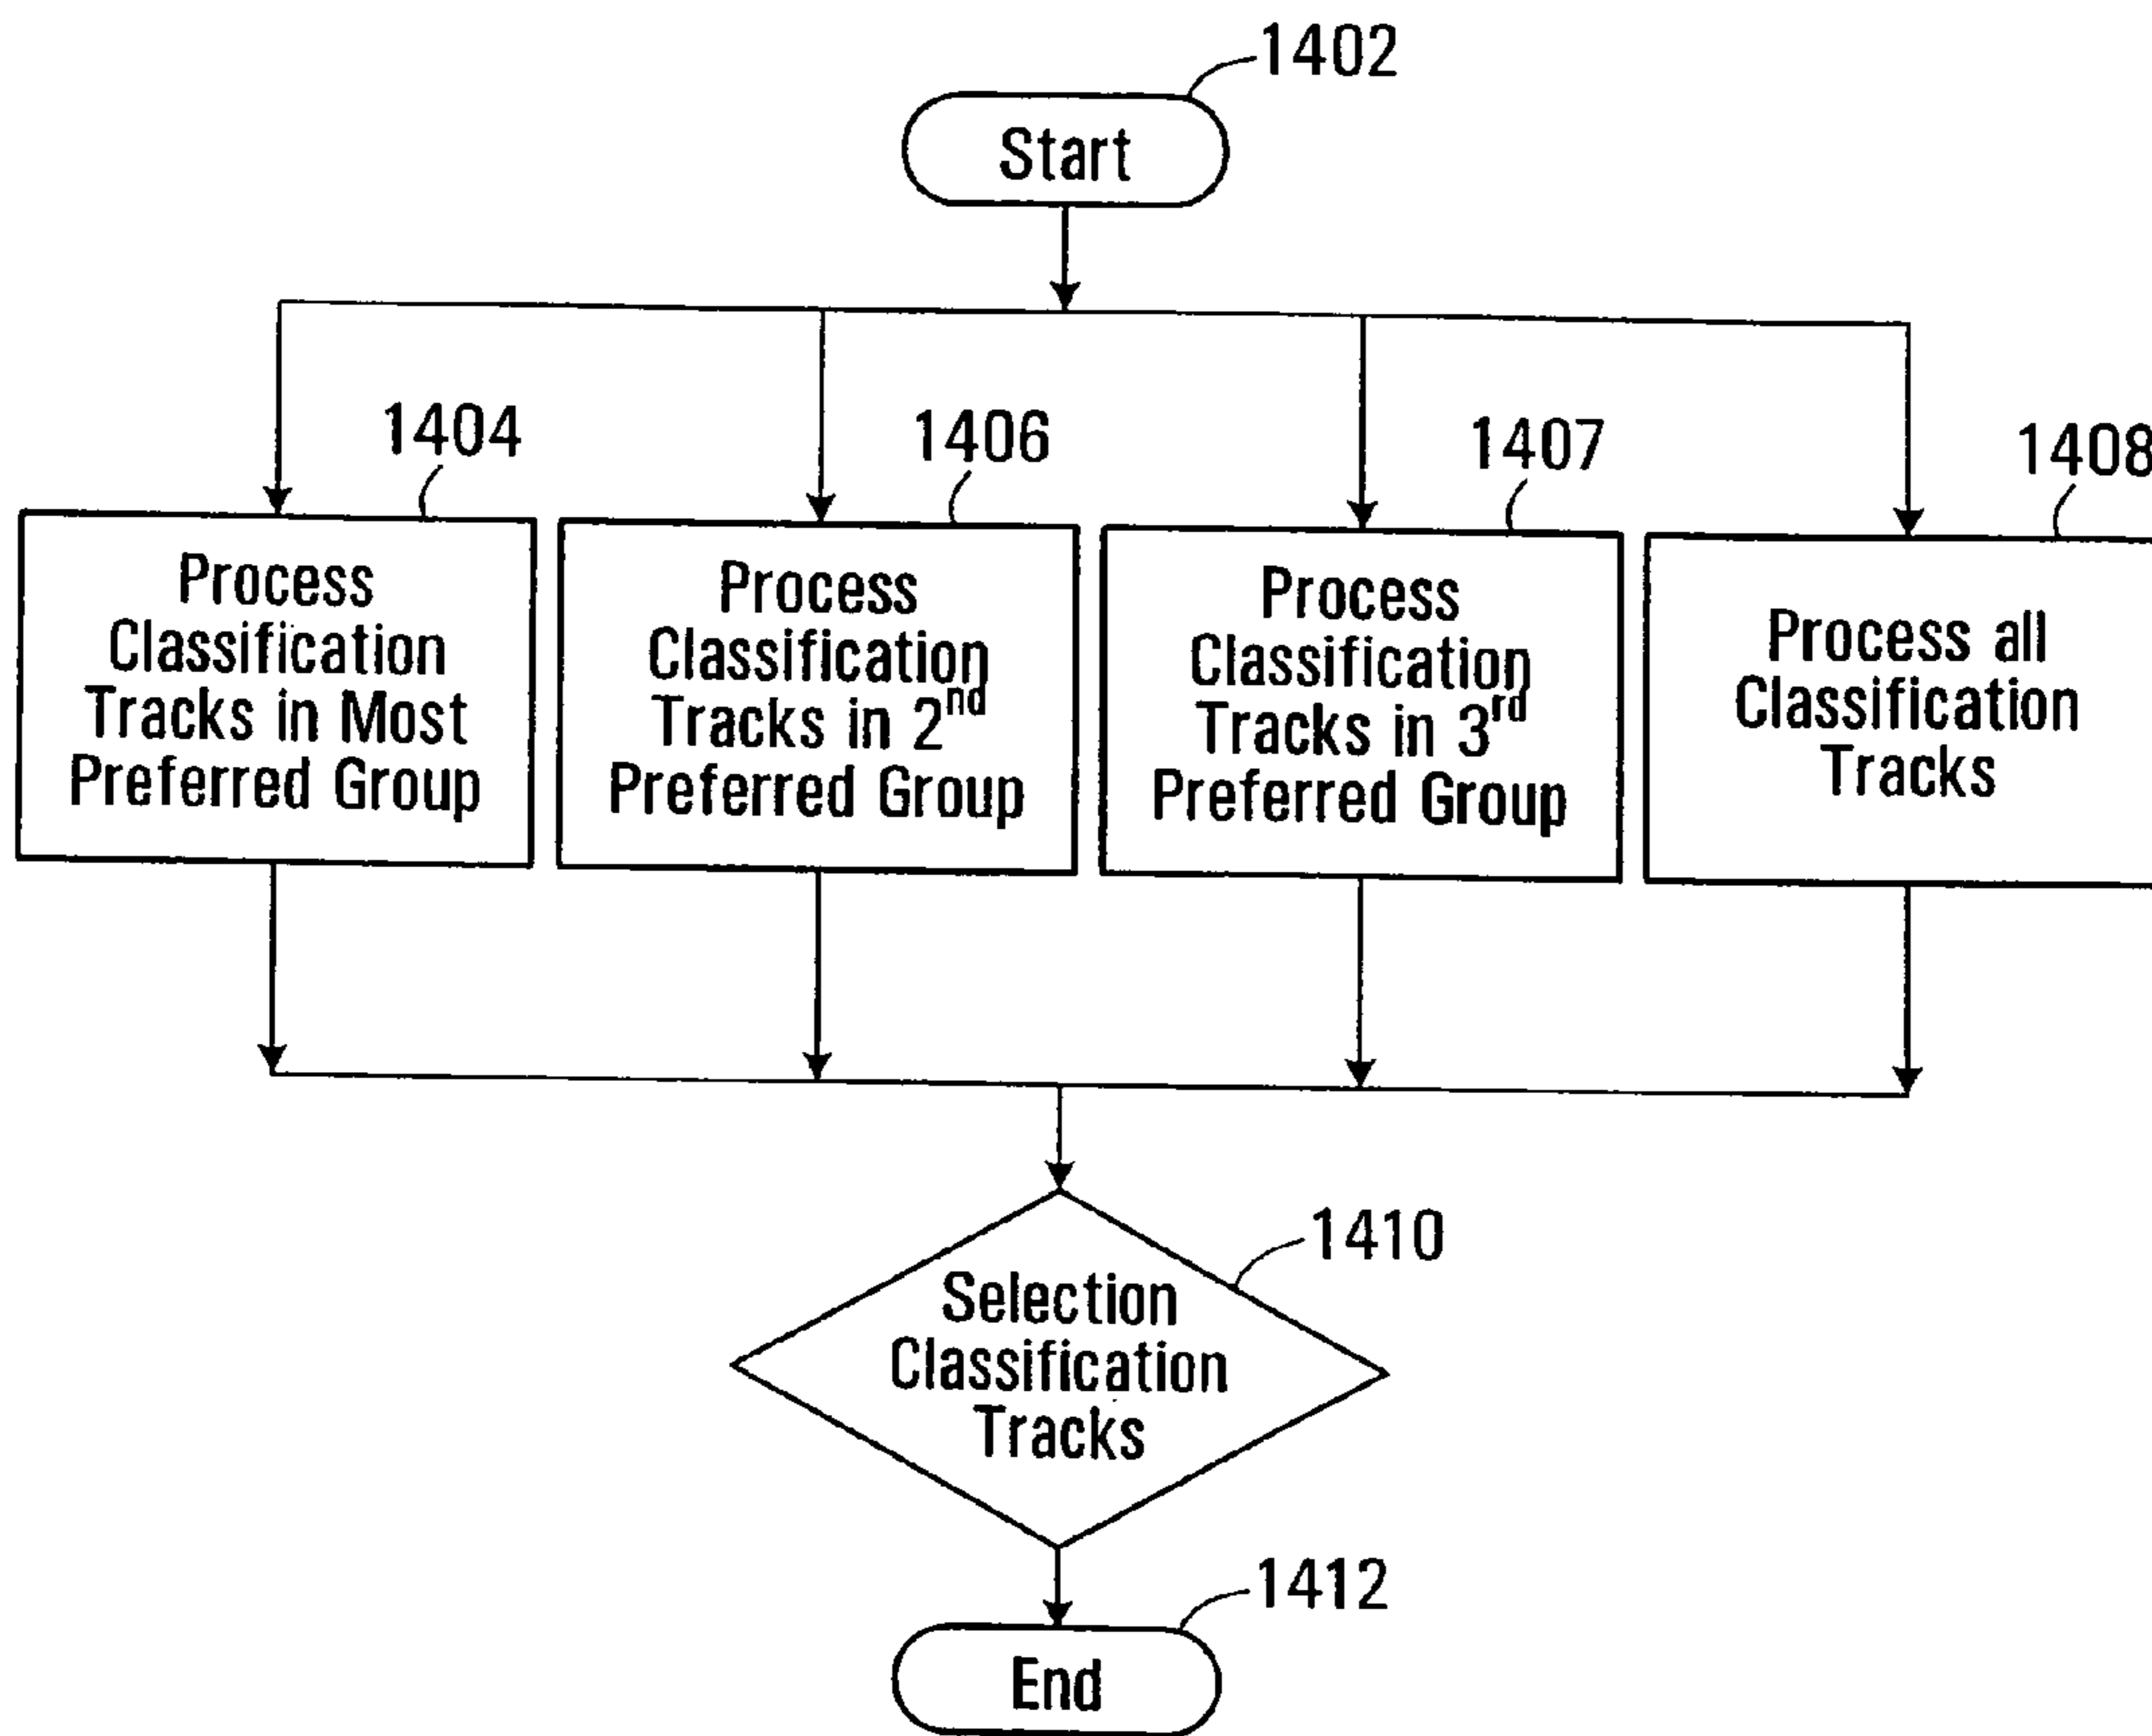 1402
Start
1404
1406
1407
1408
Process
Classification
Tracks in Most
Preferred Group
Process
Classification
Tracks in 2nd
Preferred Group
Process
Classification
Tracks in 3rd
Preferred Group
Process all
Classification
Tracks
1410
Selection
Classification
Tracks
1412
End